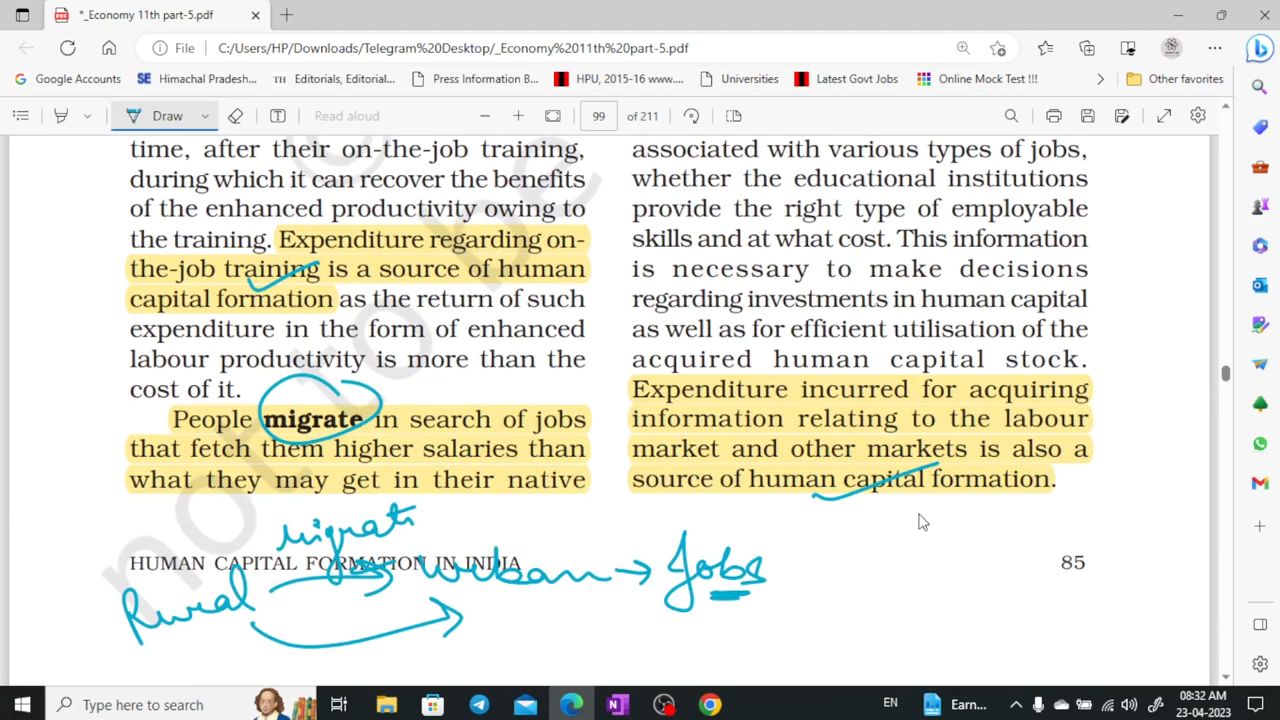 *_Economy 11th part-5.pdf
File C:/Users/HP/Downloads/Telegram%20Desktop/_Economy%2011th%20part-5.pdf
Google Accounts SE Himachal Pradesh... TH Editorials, Editorial... Press Information B... HPU, 2015-16 www.... Universities Latest Govt Jobs Online Mock Test !!! Other favorites
Draw T Read aloud 99 of 211
time, after their on-the-job training,
during which it can recover the benefits
of the enhanced productivity owing to
the training. Expenditure regarding on-
the-job training is a source of human
capital formation as the return of such
expenditure in the form of enhanced
labour productivity is more than the
cost of it.
People migrate in search of jobs
that fetch them higher salaries than
what they may get in their native
associated with various types of jobs,
whether the educational institutions
provide the right type of employable
skills and at what cost. This information
is necessary to make decisions
regarding investments in human capital
as well as for efficient utilisation of the
acquired human capital stock.
Expenditure incurred for acquiring
information relating to the labour
market and other markets is also a
source of human capital formation.
not to be ©
migrati
HUMAN CAPITAL FORMATION IN INDIA 85
Rural → Urban → Jobs
Type here to search EN Earn... 08:32 AM
23-04-2023